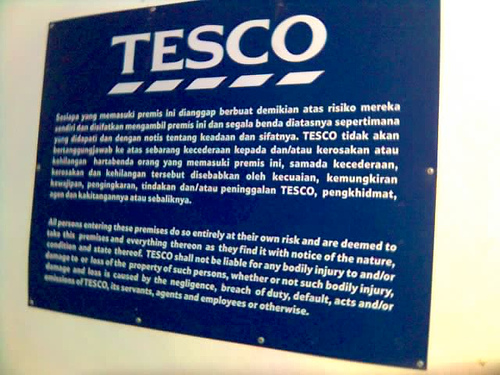 TESCO
Sesiapa yang memasuki premis ini dianggap berbuat demikian atas risiko mereka
sendiri dan disifatkan mengambil premis ini dan segala benda diatasnya sepertimana
yang didapati dan dengan notis tentang keadaan dan sifatnya. TESCO tidak akan
bertanggungjawab ke atas sebarang kecederaan kepada dan/atau kerosakan atau
kehilangan hartabenda orang yang memasuki premis ini, samada kecederaan,
kerosakan dan kehilangan tersebut disebabkan oleh kecuaian, kemungkiran
kewajipan, pengingkaran, tindakan dan/atau peninggalan TESCO, pengkhidmat,
agen dan kakitangannya atau sebaliknya.
All persons entering these premises do so entirely at their own risk and are deemed to
take this premises and everything thereon as they find it with notice of the nature,
condition and state thereof. TESCO shall not be liable for any bodily injury to and/or
damage to or loss of the property of such persons, whether or not such bodily injury,
damage and loss is caused by the negligence, breach of duty, default, acts and/or
omissions of TESCO, its servants, agents and employees or otherwise.